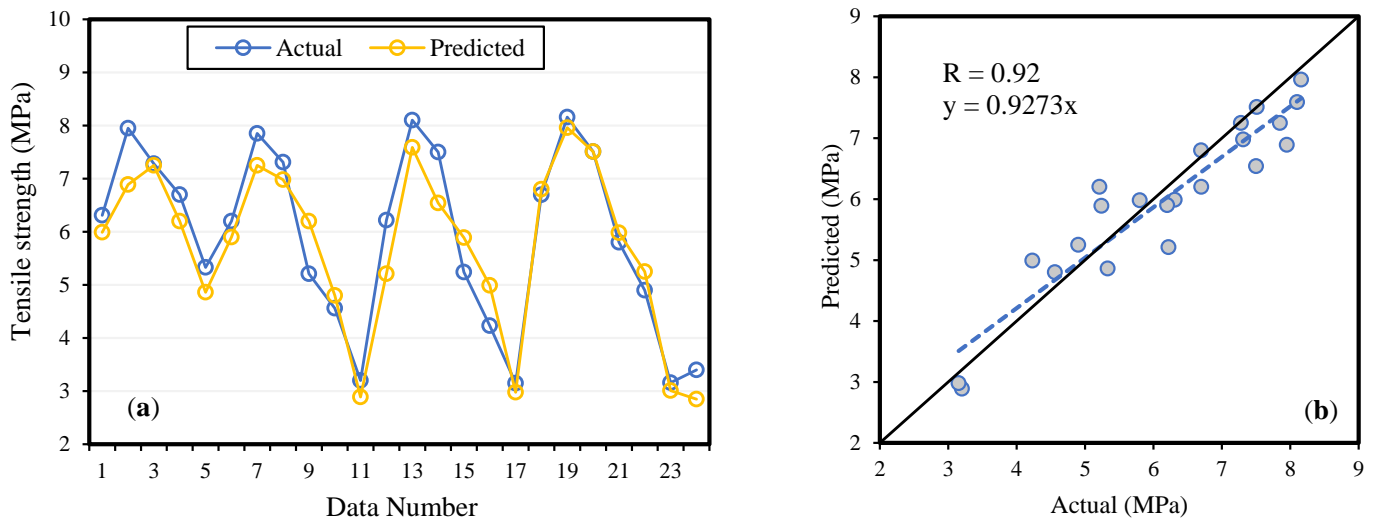 10
9
8
7
6
5
4
3
2
Tensile strength (MPa)
Actual
Predicted
(a)
1 3 5 7 9 11 13 15 17 19 21 23
Data Number
9
8
7
6
5
4
3
2
Predicted (MPa)
R = 0.92
y = 0.9273x
(b)
2 3 4 5 6 7 8 9
Actual (MPa)